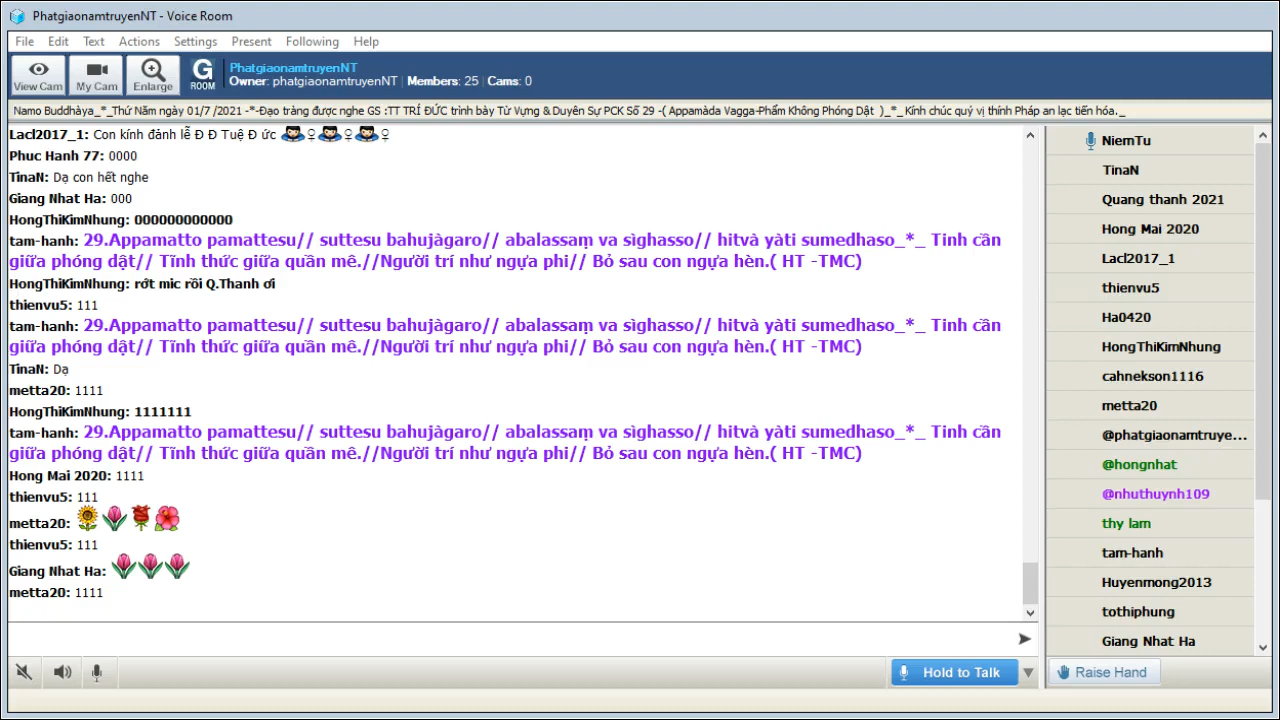 PhatgiaonamtruyenNT - Voice Room
File Edit Text Actions Settings Present Following Help
View Cam My Cam Enlarge G ROOM
PhatgiaonamtruyenNT
Owner: phatgiaonamtruyenNT | Members: 25 | Cams: 0
Namo Buddhàya_*_Thứ Năm ngày 01/7 /2021 -*-Đạo tràng được nghe GS :TT TRÍ ĐỨC trình bày Từ Vựng & Duyên Sự PCK Số 29 -( Appamàda Vagga-Phẩm Không Phóng Dật )_*_Kính chúc quý vị thính Pháp an lạc tiến hóa._
Lacl2017_1: Con kính đảnh lễ Đ Đ Tuệ Đ ức ♀ ♀ ♀
Phuc Hanh 77: 0000
TinaN: Dạ con hết nghe
Giang Nhat Ha: 000
HongThiKimNhung: 000000000000
tam-hanh: 29.Appamatto pamattesu// suttesu bahujàgaro// abalassaṃ va sìghasso// hitvà yàti sumedhaso_*_ Tinh cần
giữa phóng dật// Tĩnh thức giữa quần mê.//Người trí như ngựa phi// Bỏ sau con ngựa hèn.( HT -TMC)
HongThiKimNhung: rớt mic rồi Q.Thanh ơi
thienvu5: 111
tam-hanh: 29.Appamatto pamattesu// suttesu bahujàgaro// abalassaṃ va sìghasso// hitvà yàti sumedhaso_*_ Tinh cần
giữa phóng dật// Tĩnh thức giữa quần mê.//Người trí như ngựa phi// Bỏ sau con ngựa hèn.( HT -TMC)
TinaN: Dạ
metta20: 1111
HongThiKimNhung: 1111111
tam-hanh: 29.Appamatto pamattesu// suttesu bahujàgaro// abalassaṃ va sìghasso// hitvà yàti sumedhaso_*_ Tinh cần
giữa phóng dật// Tĩnh thức giữa quần mê.//Người trí như ngựa phi// Bỏ sau con ngựa hèn.( HT -TMC)
Hong Mai 2020: 1111
thienvu5: 111
metta20:
thienvu5: 111
Giang Nhat Ha:
metta20: 1111
Hold to Talk
NiemTu
TinaN
Quang thanh 2021
Hong Mai 2020
Lacl2017_1
thienvu5
Ha0420
HongThiKimNhung
cahnekson1116
metta20
@phatgiaonamtruye...
@hongnhat
@nhuthuynh109
thy lam
tam-hanh
Huyenmong2013
tothiphung
Giang Nhat Ha
Raise Hand